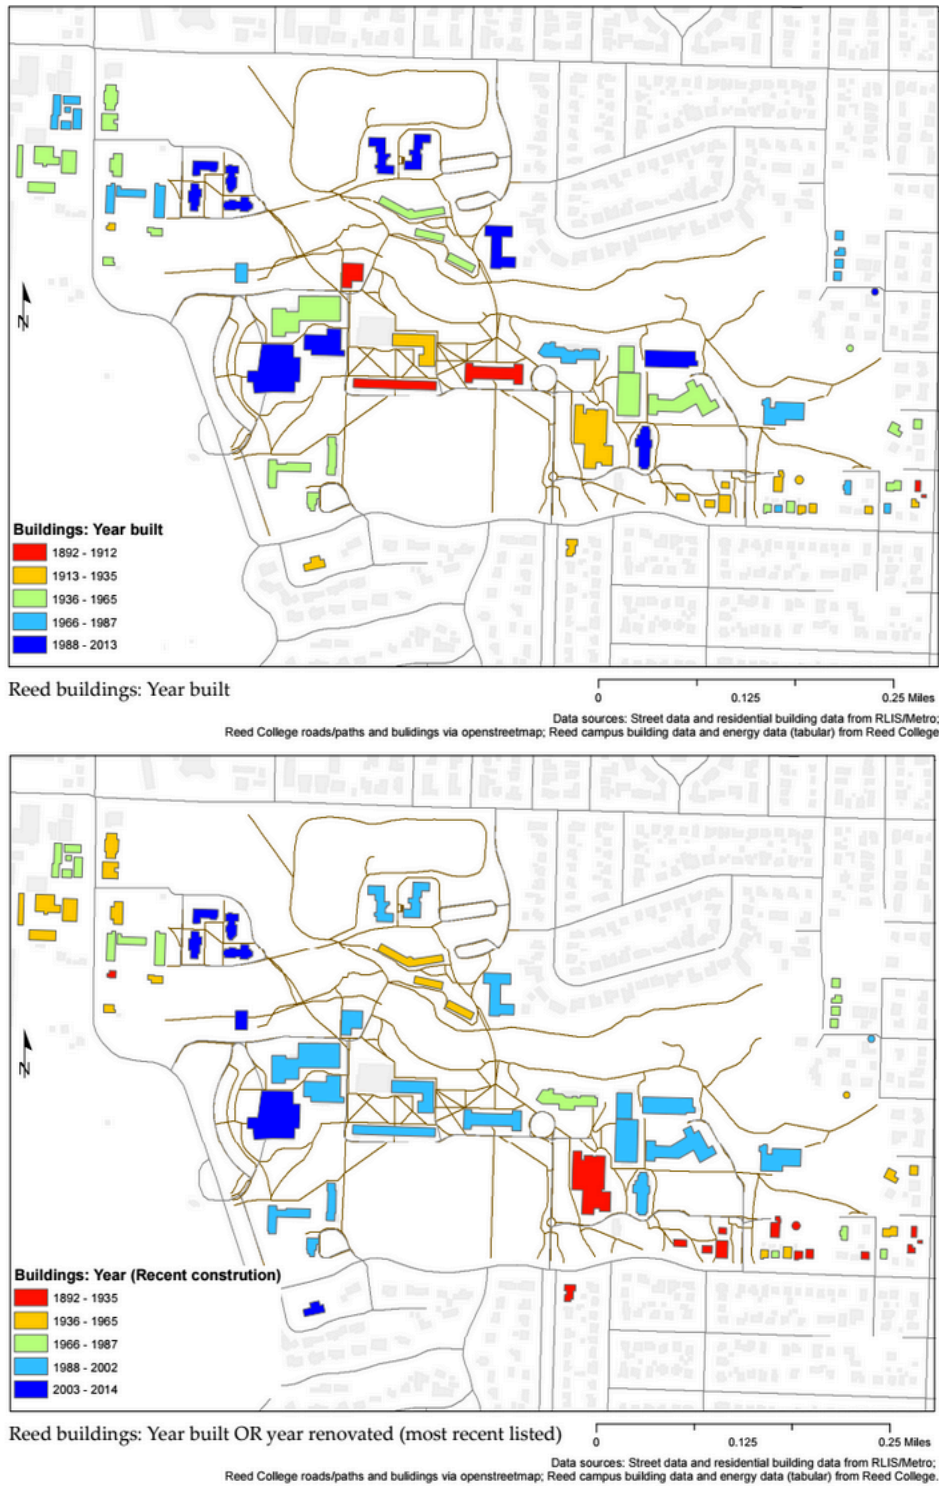 N
Buildings: Year built
1892 - 1912
1913 - 1935
1936 - 1965
1966 - 1987
1988 - 2013
Reed buildings: Year built
0 0.125 0.25 Miles
Data sources: Street data and residential building data from RLIS/Metro;
Reed College roads/paths and bulidings via openstreetmap; Reed campus building data and energy data (tabular) from Reed College
N
Buildings: Year (Recent constrution)
1892 - 1935
1936 - 1965
1966 - 1987
1988 - 2002
2003 - 2014
Reed buildings: Year built OR year renovated (most recent listed)
0 0.125 0.25 Miles
Data sources: Street data and residential building data from RLIS/Metro;
Reed College roads/paths and bulidings via openstreetmap; Reed campus building data and energy data (tabular) from Reed College.